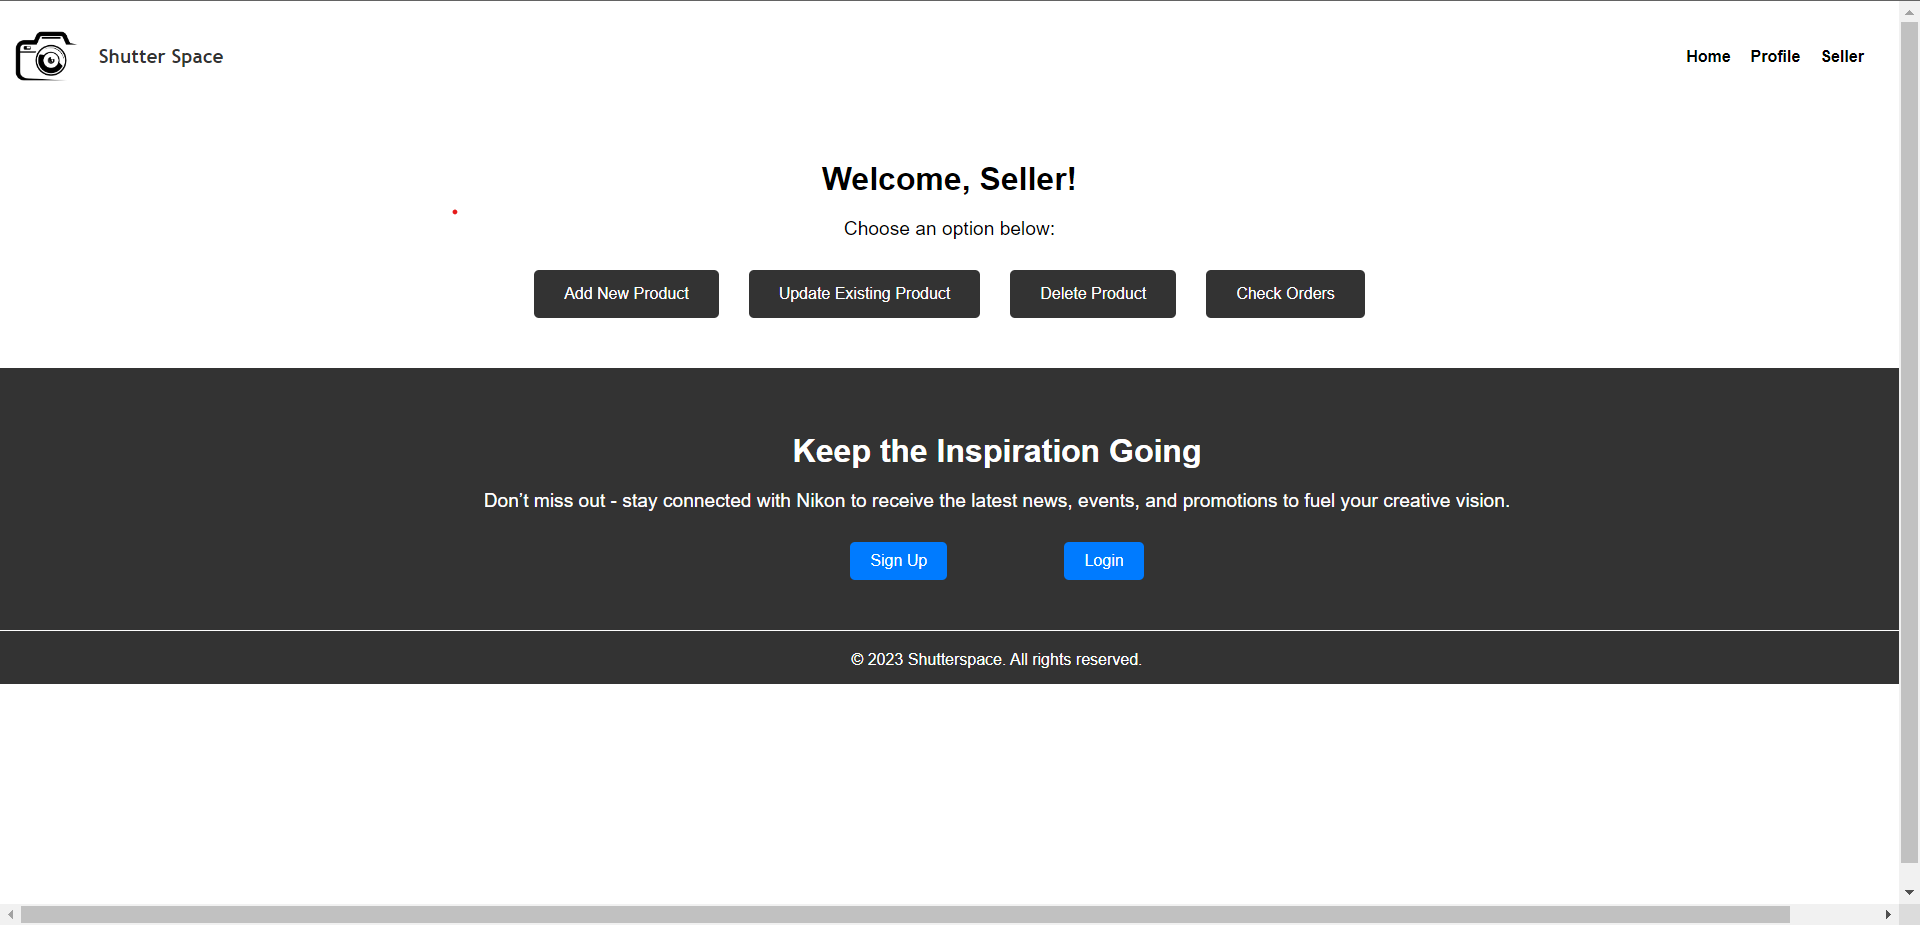 Shutter Space
Home Profile Seller
Welcome, Seller!
Choose an option below:
Add New Product Update Existing Product Delete Product Check Orders
Keep the Inspiration Going
Don’t miss out - stay connected with Nikon to receive the latest news, events, and promotions to fuel your creative vision.
Sign Up Login
© 2023 Shutterspace. All rights reserved.